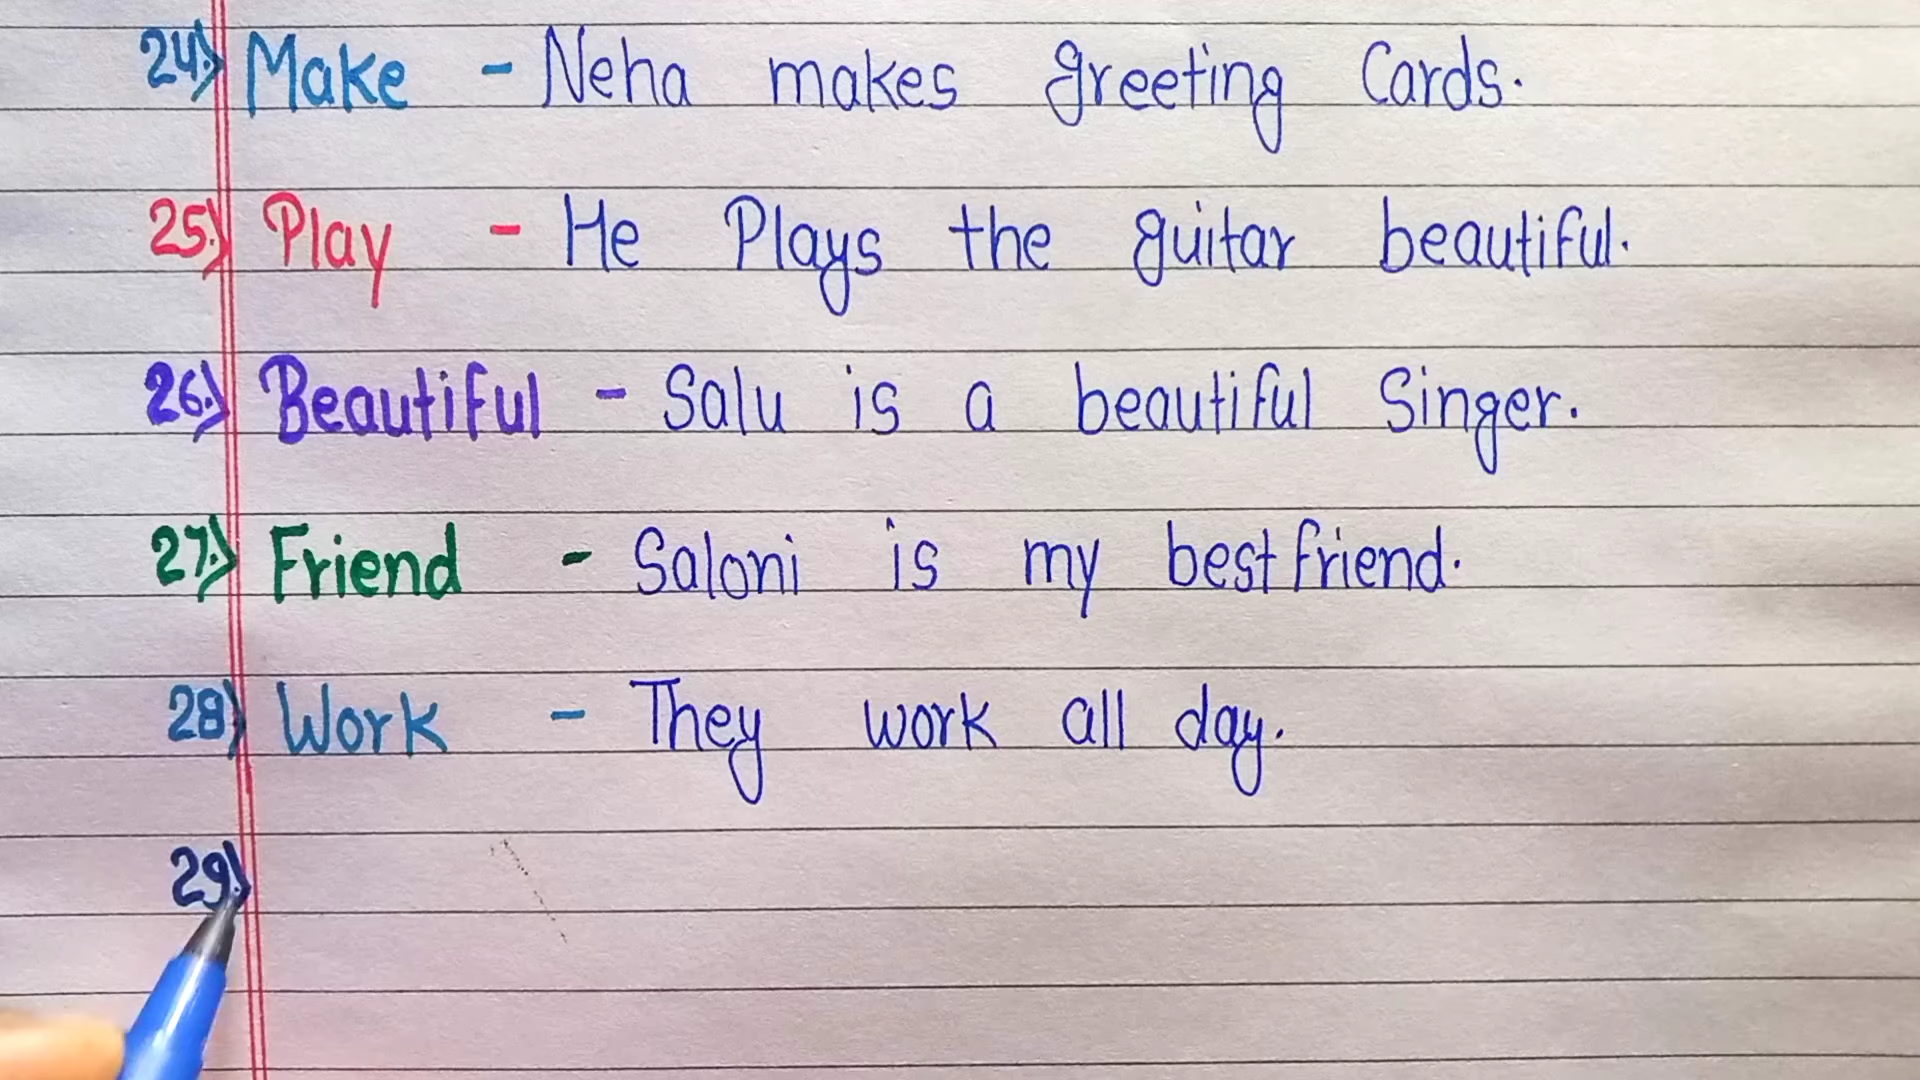 24.) Make - Neha makes greeting Cards.
25.) Play - He Plays the guitar beautiful.
26.) Beautiful - Salu is a beautiful Singer.
27.) Friend - Saloni is my best friend.
28.) Work - They work all day.
29.)